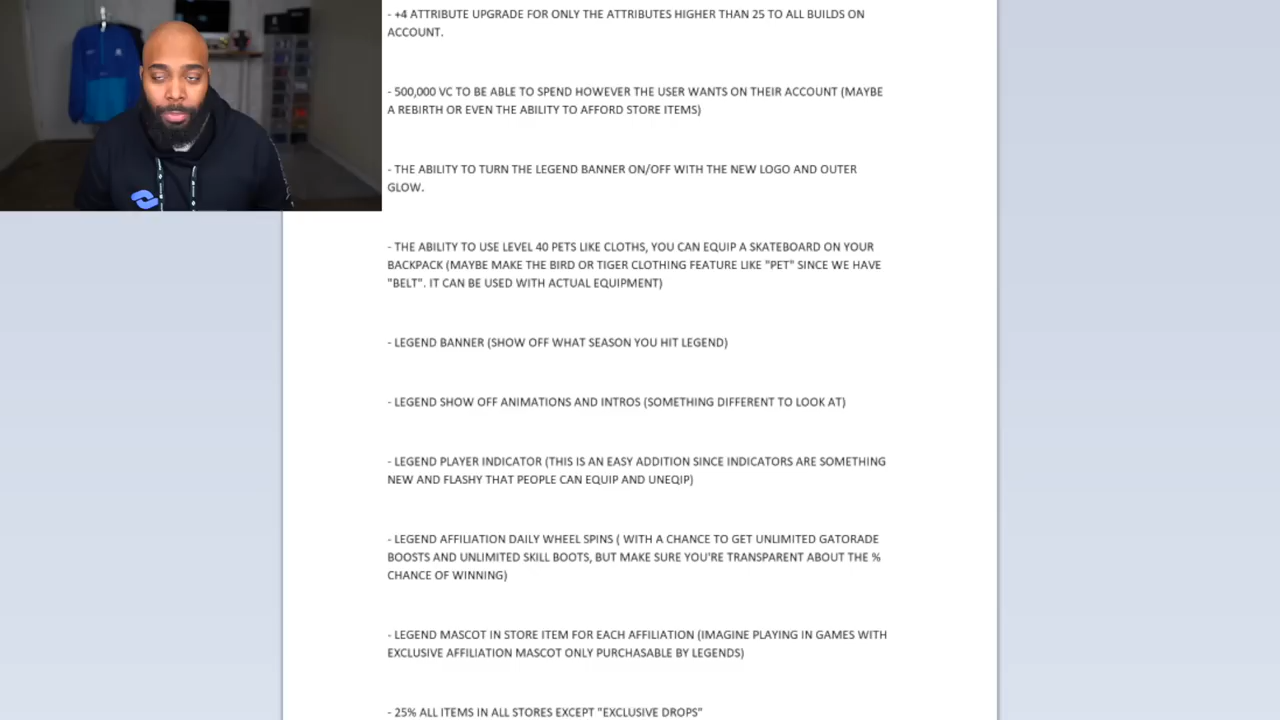 - +4 ATTRIBUTE UPGRADE FOR ONLY THE ATTRIBUTES HIGHER THAN 25 TO ALL BUILDS ON
ACCOUNT.
- 500,000 VC TO BE ABLE TO SPEND HOWEVER THE USER WANTS ON THEIR ACCOUNT (MAYBE
A REBIRTH OR EVEN THE ABILITY TO AFFORD STORE ITEMS)
- THE ABILITY TO TURN THE LEGEND BANNER ON/OFF WITH THE NEW LOGO AND OUTER
GLOW.
- THE ABILITY TO USE LEVEL 40 PETS LIKE CLOTHS, YOU CAN EQUIP A SKATEBOARD ON YOUR
BACKPACK (MAYBE MAKE THE BIRD OR TIGER CLOTHING FEATURE LIKE "PET" SINCE WE HAVE
"BELT". IT CAN BE USED WITH ACTUAL EQUIPMENT)
- LEGEND BANNER (SHOW OFF WHAT SEASON YOU HIT LEGEND)
- LEGEND SHOW OFF ANIMATIONS AND INTROS (SOMETHING DIFFERENT TO LOOK AT)
- LEGEND PLAYER INDICATOR (THIS IS AN EASY ADDITION SINCE INDICATORS ARE SOMETHING
NEW AND FLASHY THAT PEOPLE CAN EQUIP AND UNEQIP)
- LEGEND AFFILIATION DAILY WHEEL SPINS ( WITH A CHANCE TO GET UNLIMITED GATORADE
BOOSTS AND UNLIMITED SKILL BOOTS, BUT MAKE SURE YOU'RE TRANSPARENT ABOUT THE %
CHANCE OF WINNING)
- LEGEND MASCOT IN STORE ITEM FOR EACH AFFILIATION (IMAGINE PLAYING IN GAMES WITH
EXCLUSIVE AFFILIATION MASCOT ONLY PURCHASABLE BY LEGENDS)
- 25% ALL ITEMS IN ALL STORES EXCEPT "EXCLUSIVE DROPS"